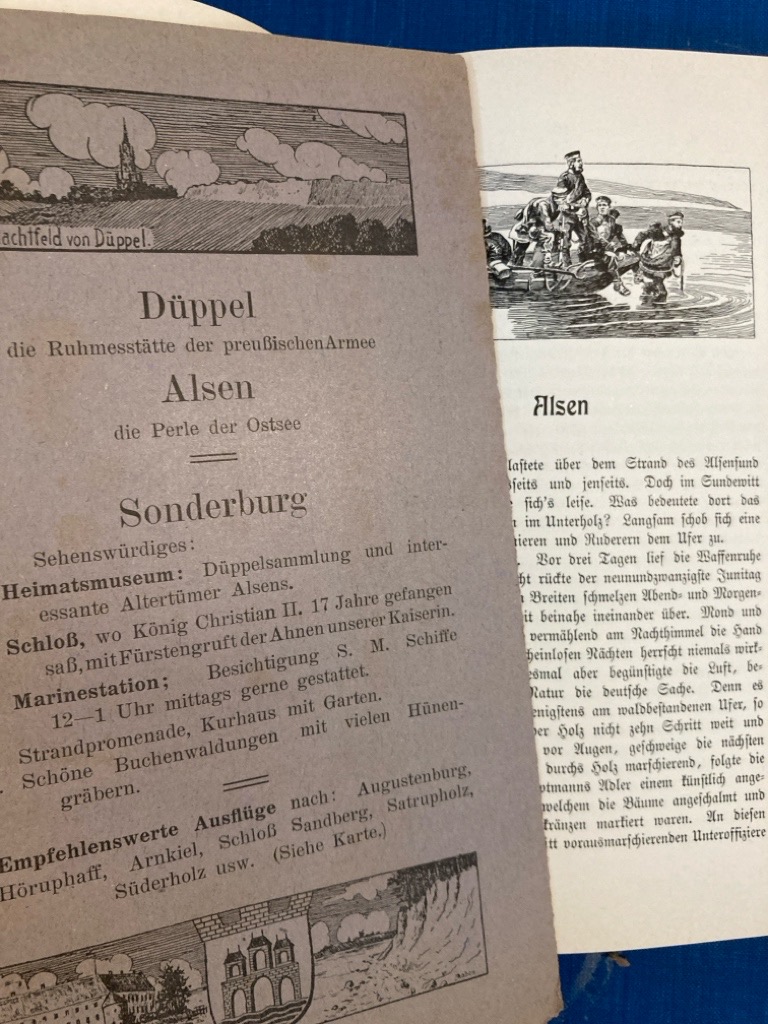 achtfeld von Düppel.
Düppel
die Ruhmesstätte der preußischen Armee
Alsen
die Perle der Ostsee
Sonderburg
Sehenswürdiges:
Heimatsmuseum: Düppelsammlung und inter-
essante Altertümer Alsens.
Schloß, wo König Christian II. 17 Jahre gefangen
saß, mit Fürstengruft der Ahnen unserer Kaiserin.
Marinestation; Besichtigung S. M. Schiffe
12—1 Uhr mittags gerne gestattet.
Strandpromenade, Kurhaus mit Garten.
Schöne Buchenwaldungen mit vielen Hünen-
gräbern.
Empfehlenswerte Ausflüge nach: Augustenburg,
Höruphaff, Arnkiel, Schloß Sandberg, Satrupholz,
Süderholz usw. (Siehe Karte.)
Alsen
lastete über dem Strand des Alsensund
seits und jenseits. Doch im Sundewitt
sich's leise. Was bedeutete dort das
im Unterholz? Langsam schob sich eine
ieren und Ruderern dem Ufer zu.
Vor drei Tagen lief die Waffenruhe
ht rückte der neunundzwanzigste Junitag
Breiten schmelzen Abend- und Morgen-
it beinahe ineinander über. Mond und
vermählend am Nachthimmel die Hand
heinlosen Nächten herrscht niemals wirk-
esmal aber begünstigte die Luft, be-
Natur die deutsche Sache. Denn es
enigstens am waldbestandenen Ufer, so
er Holz nicht zehn Schritt weit und
vor Augen, geschweige die nächsten
durchs Holz marschierend, folgte die
ptmanns Adler einem künstlich ange-
welchem die Bäume angeschalmt und
kränzen markiert waren. An diesen
itt vorausmarschierenden Unteroffiziere